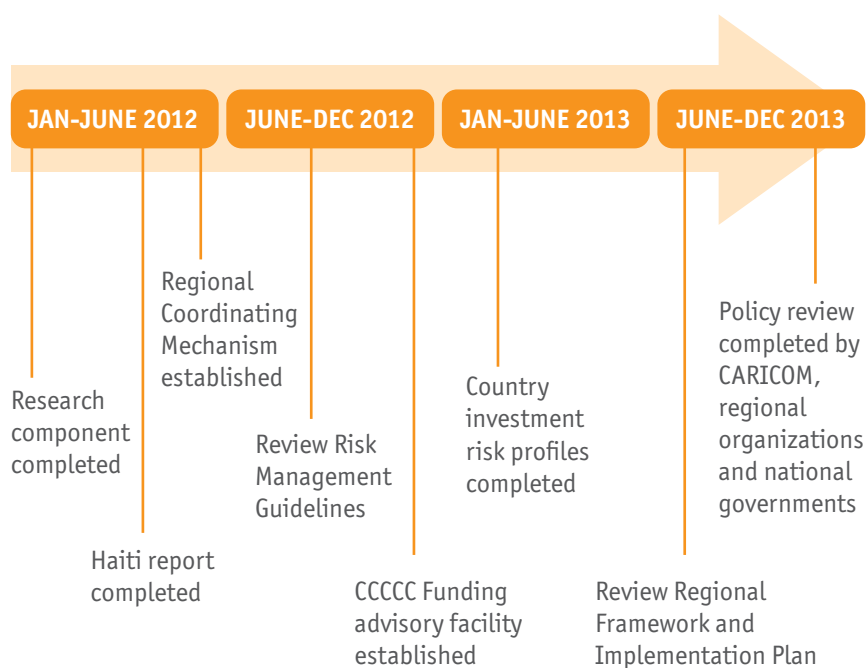 JAN-JUNE 2012
JUNE-DEC 2012
JAN-JUNE 2013
JUNE-DEC 2013
Research
component
completed
Haiti report
completed
Regional
Coordinating
Mechanism
established
Review Risk
Management
Guidelines
CCCCC Funding
advisory facility
established
Country
investment
risk profiles
completed
Review Regional
Framework and
Implementation Plan
Policy review
completed by
CARICOM,
regional
organizations
and national
governments